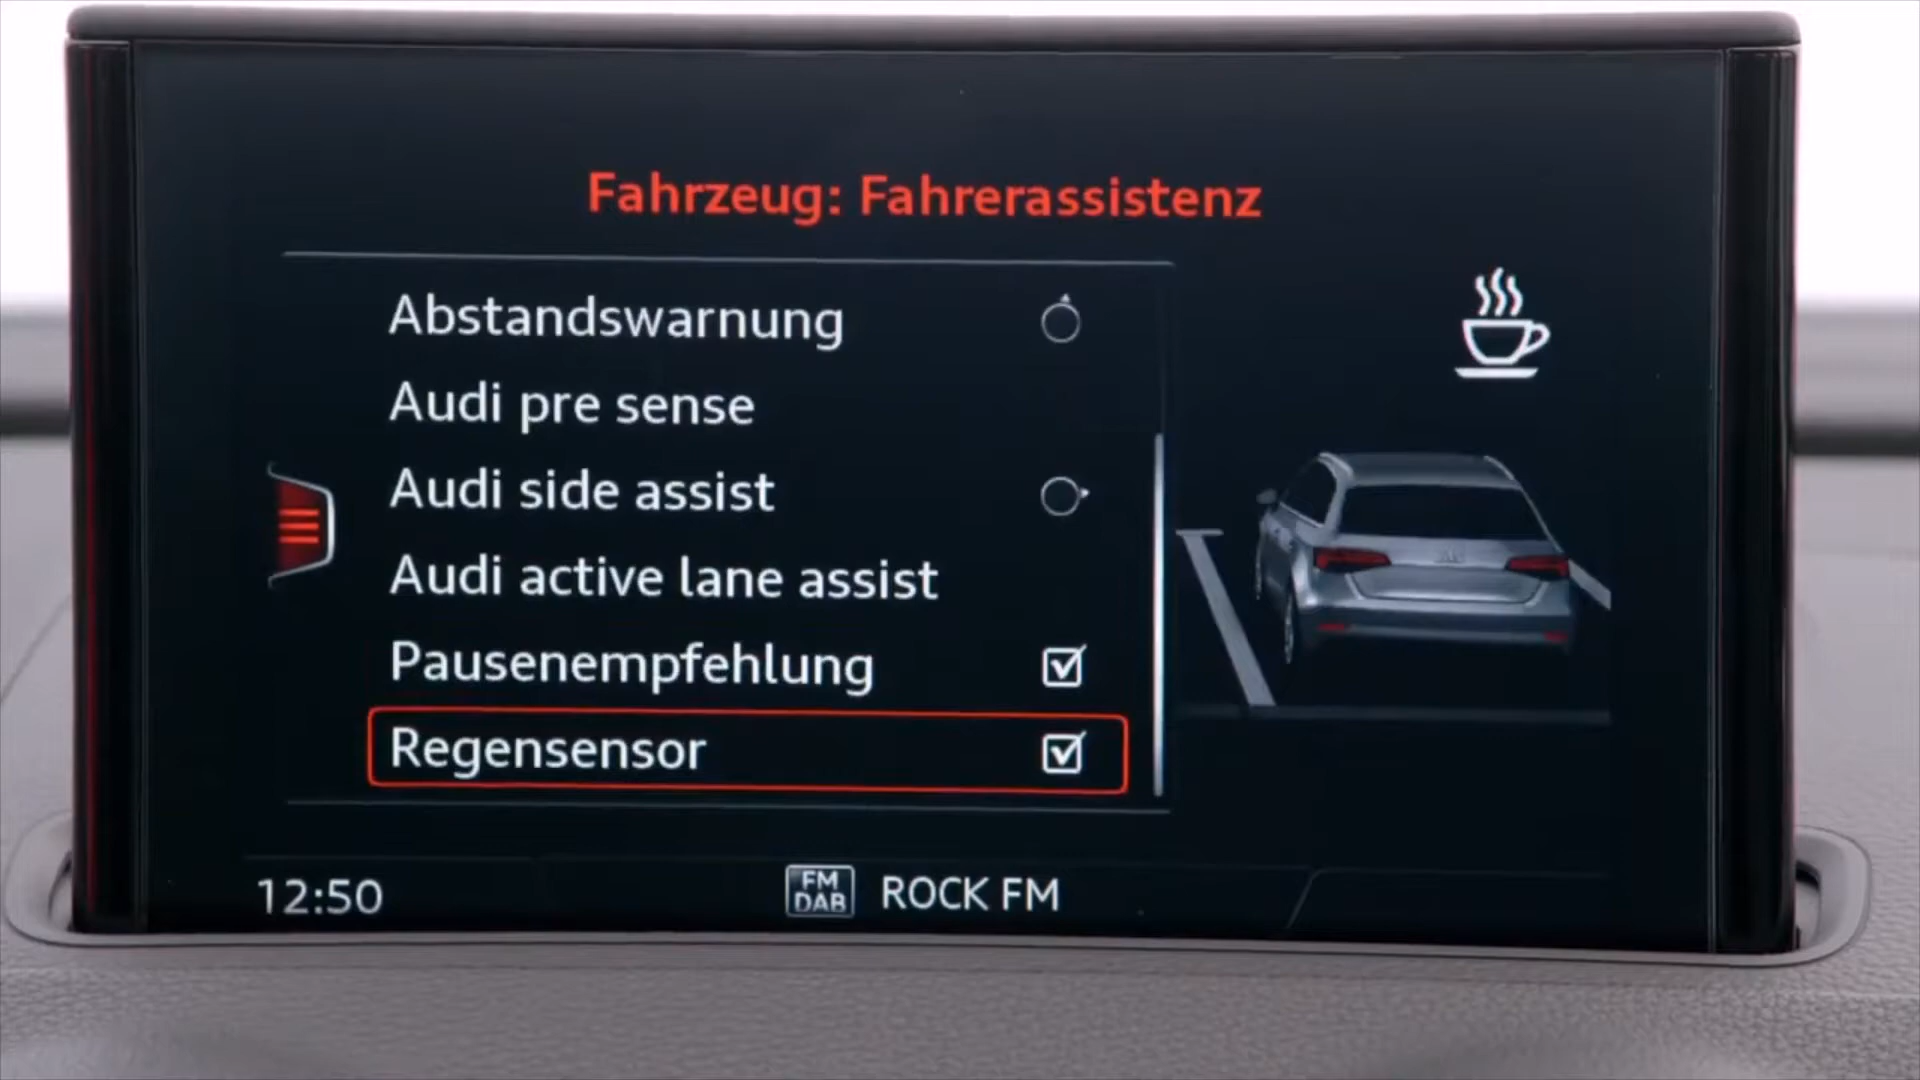 Fahrzeug: Fahrerassistenz
Abstandswarnung
Audi pre sense
Audi side assist
Audi active lane assist
Pausenempfehlung
Regensensor
12:50
FM
DAB
ROCK FM